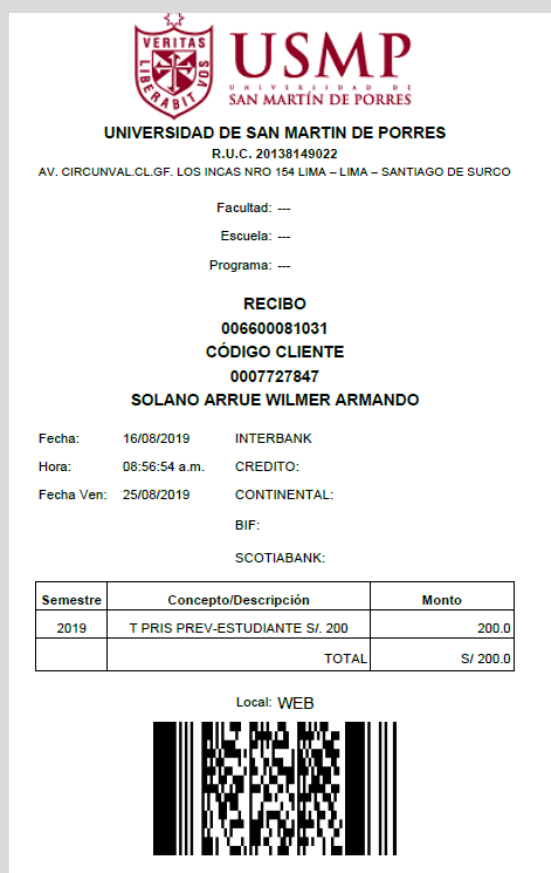 VERITAS
LIBERABIT VOS
USMP
UNIVERSIDAD DE
SAN MARTÍN DE PORRES
UNIVERSIDAD DE SAN MARTIN DE PORRES
R.U.C. 20138149022
AV. CIRCUNVAL.CL.GF. LOS INCAS NRO 154 LIMA – LIMA – SANTIAGO DE SURCO
Facultad: ---
Escuela: ---
Programa: ---
RECIBO
006600081031
CÓDIGO CLIENTE
0007727847
SOLANO ARRUE WILMER ARMANDO
Fecha: 16/08/2019 INTERBANK
Hora: 08:56:54 a.m. CREDITO:
Fecha Ven: 25/08/2019 CONTINENTAL:
BIF:
SCOTIABANK:
Semestre Concepto/Descripción Monto
2019 T PRIS PREV-ESTUDIANTE S/. 200 200.0
TOTAL S/ 200.0
Local: WEB